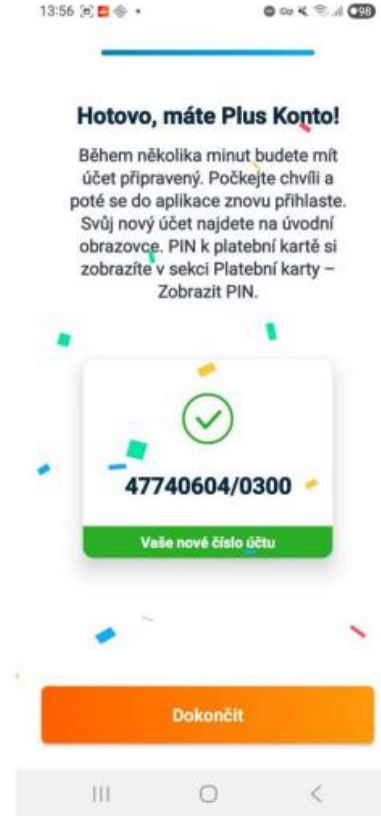 13:56
98
Hotovo, máte Plus Konto!
Během několika minut budete mít
účet připravený. Počkejte chvíli a
poté se do aplikace znovu přihlaste.
Svůj nový účet najdete na úvodní
obrazovce. PIN k platební kartě si
zobrazíte v sekci Platební karty –
Zobrazit PIN.
47740604/0300
Vaše nové číslo účtu
Dokončit